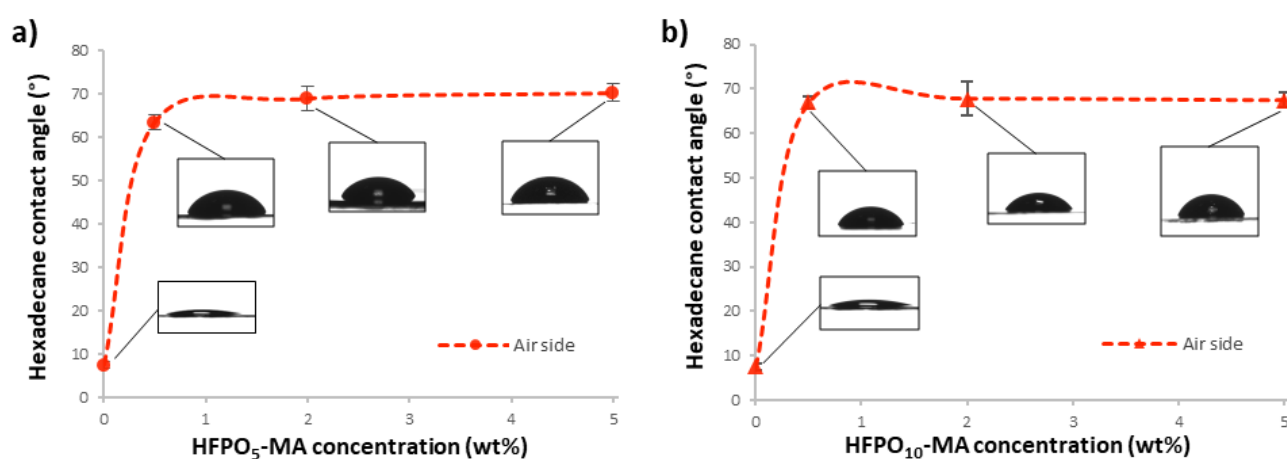 a)
Hexadecane contact angle (°)
80
70
60
50
40
30
20
10
0
0 1 2 3 4 5
HFPO₅-MA concentration (wt%)
Air side
b)
Hexadecane contact angle (°)
80
70
60
50
40
30
20
10
0
0 1 2 3 4 5
HFPO₁₀-MA concentration (wt%)
Air side